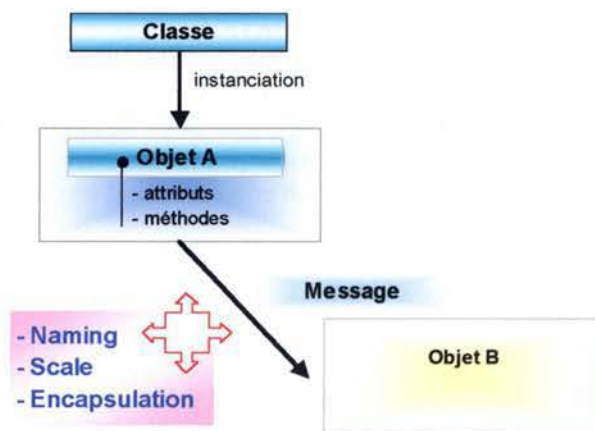 Classe
instanciation
Objet A
- attributs
- méthodes
Message
- Naming
- Scale
- Encapsulation
Objet B